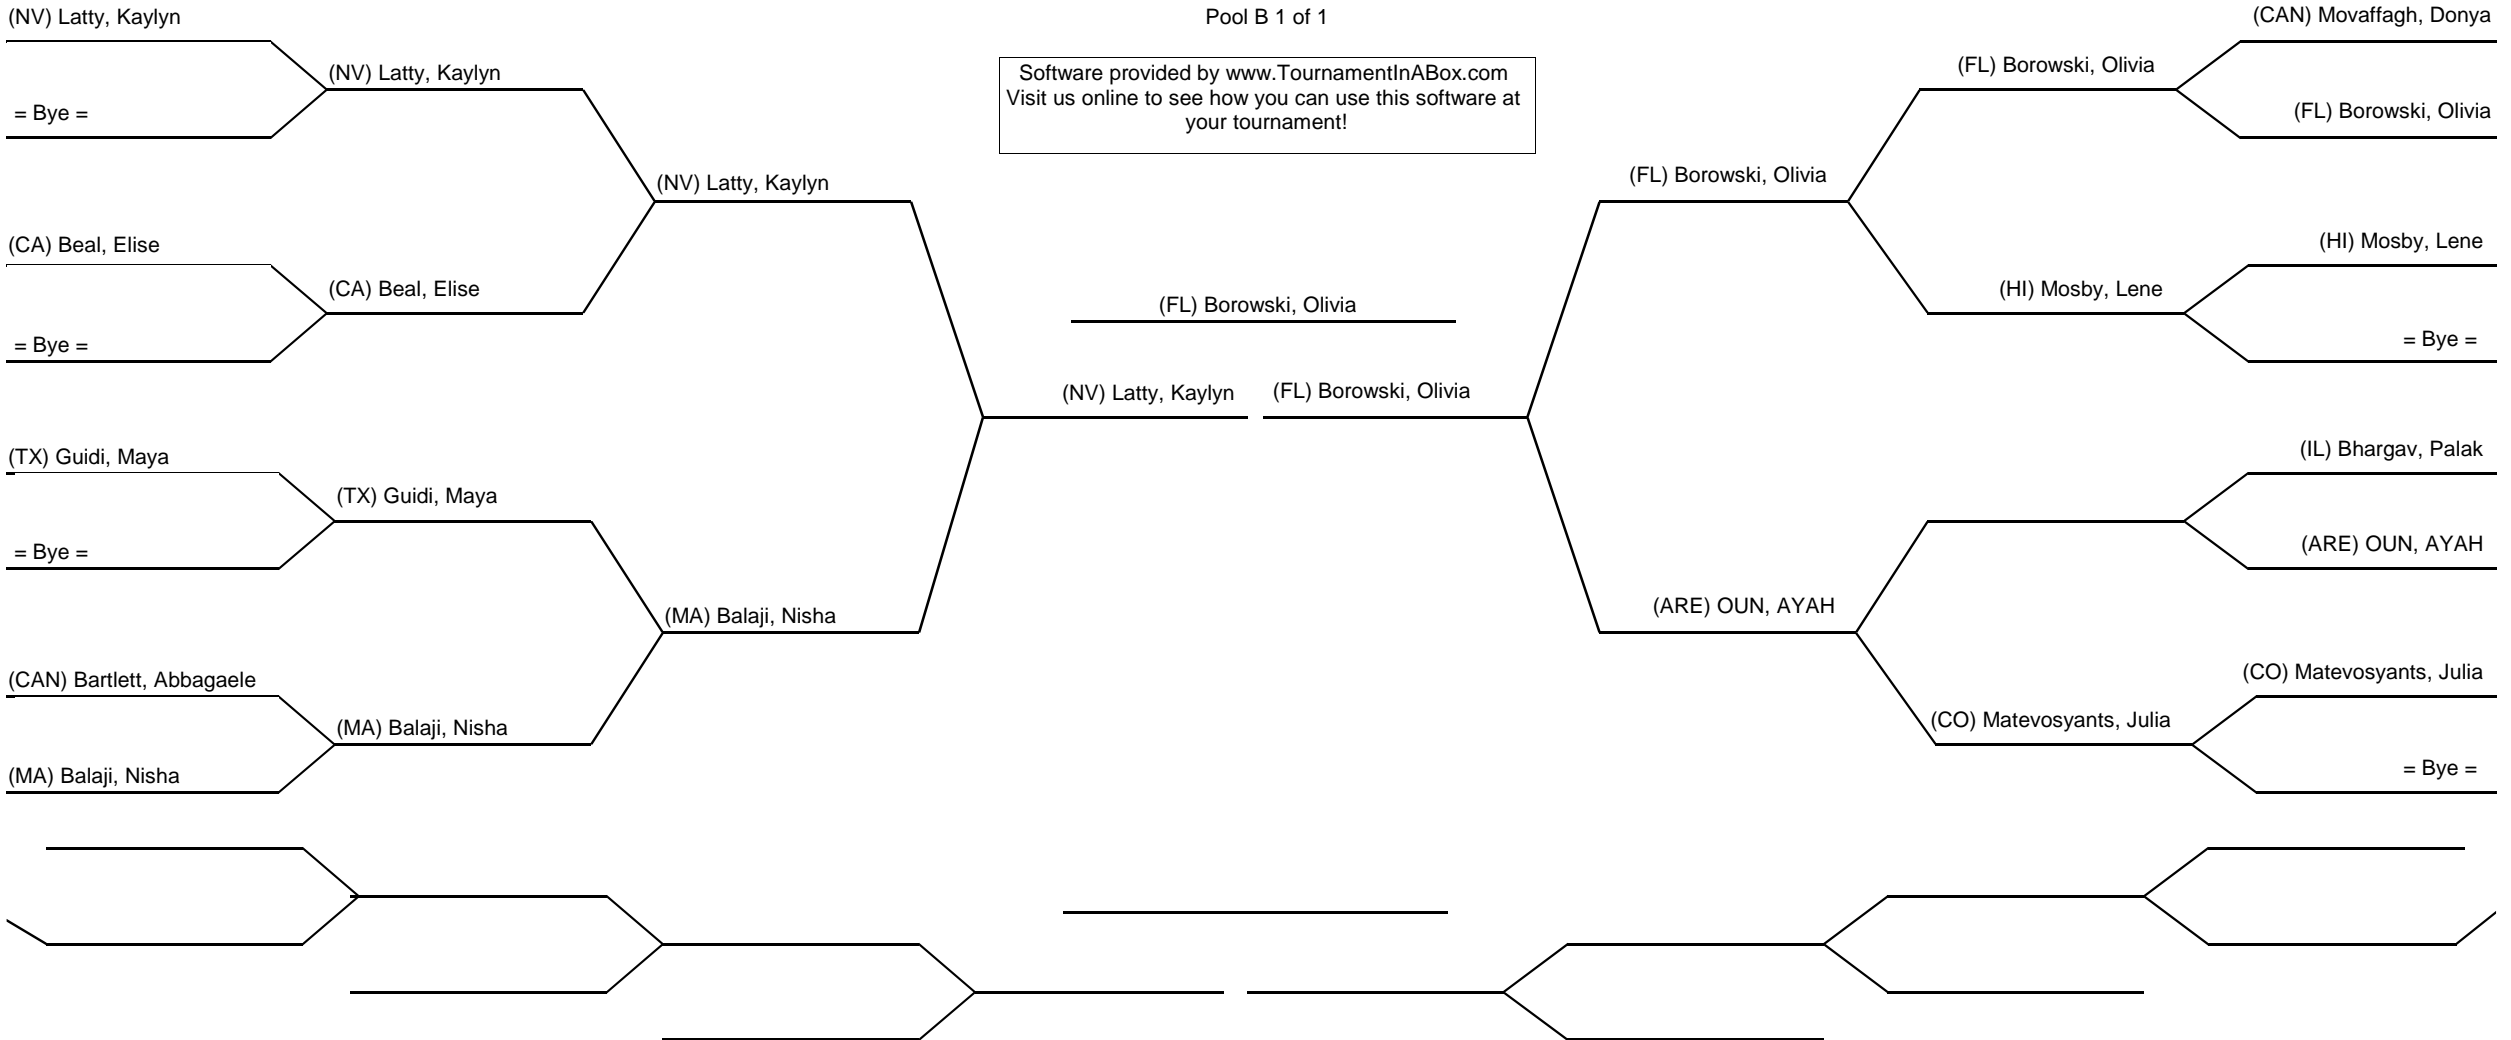 Pool B 1 of 1
Software provided by www.TournamentInABox.com
Visit us online to see how you can use this software at
your tournament!
(NV) Latty, Kaylyn
= Bye =
(CA) Beal, Elise
= Bye =
(TX) Guidi, Maya
= Bye =
(CAN) Bartlett, Abbagaele
(MA) Balaji, Nisha
(NV) Latty, Kaylyn
(CA) Beal, Elise
(TX) Guidi, Maya
(MA) Balaji, Nisha
(NV) Latty, Kaylyn
(MA) Balaji, Nisha
(FL) Borowski, Olivia
(NV) Latty, Kaylyn
(FL) Borowski, Olivia
(FL) Borowski, Olivia
(ARE) OUN, AYAH
(FL) Borowski, Olivia
(HI) Mosby, Lene
(CO) Matevosyants, Julia
(CAN) Movaffagh, Donya
(FL) Borowski, Olivia
(HI) Mosby, Lene
= Bye =
(IL) Bhargav, Palak
(ARE) OUN, AYAH
(CO) Matevosyants, Julia
= Bye =